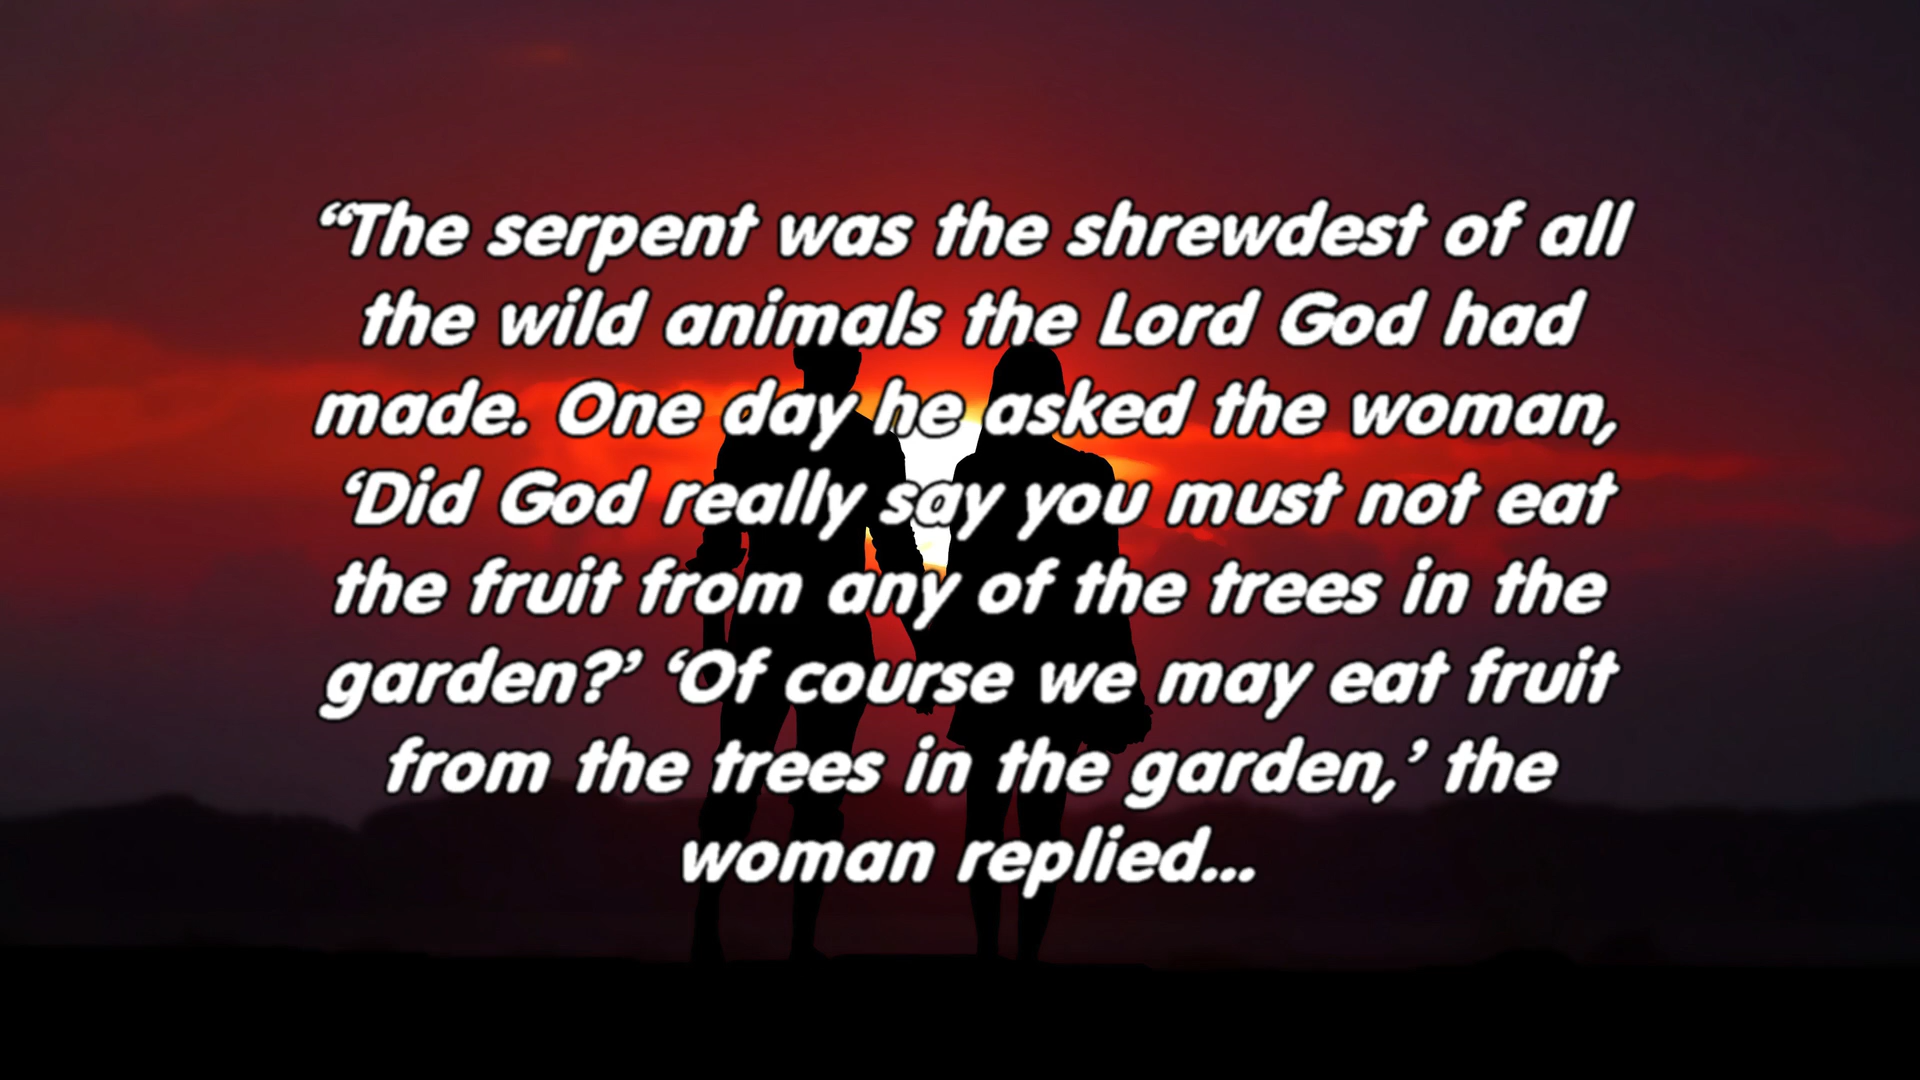 “The serpent was the shrewdest of all
the wild animals the Lord God had
made. One day he asked the woman,
‘Did God really say you must not eat
the fruit from any of the trees in the
garden?’ ‘Of course we may eat fruit
from the trees in the garden,’ the
woman replied...